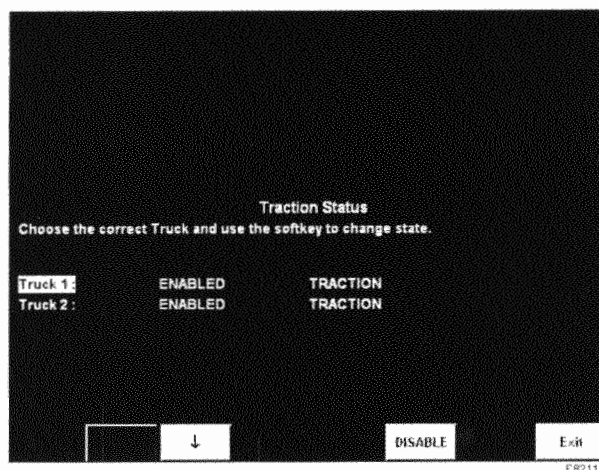 Traction Status
Choose the correct Truck and use the softkey to change state.
Truck 1 : ENABLED TRACTION
Truck 2 : ENABLED TRACTION
↓ DISABLE Exit
F8211